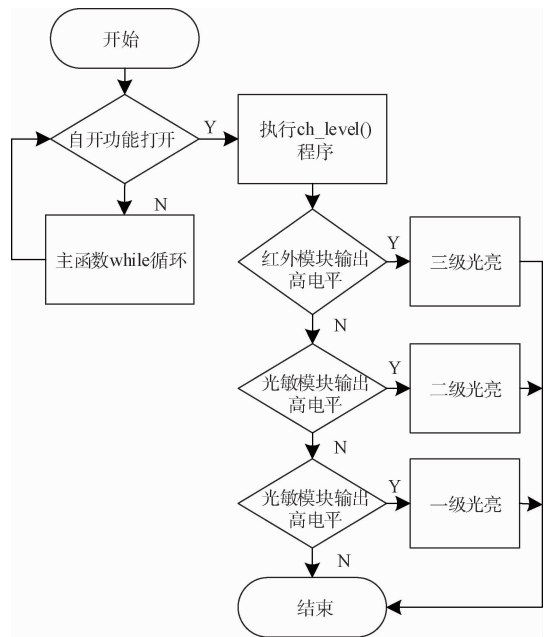 开始
自开功能打开
Y
执行ch_level()
程序
N
主函数while循环
红外模块输出
高电平
Y
三级光亮
N
光敏模块输出
高电平
Y
二级光亮
N
光敏模块输出
高电平
Y
一级光亮
N
结束